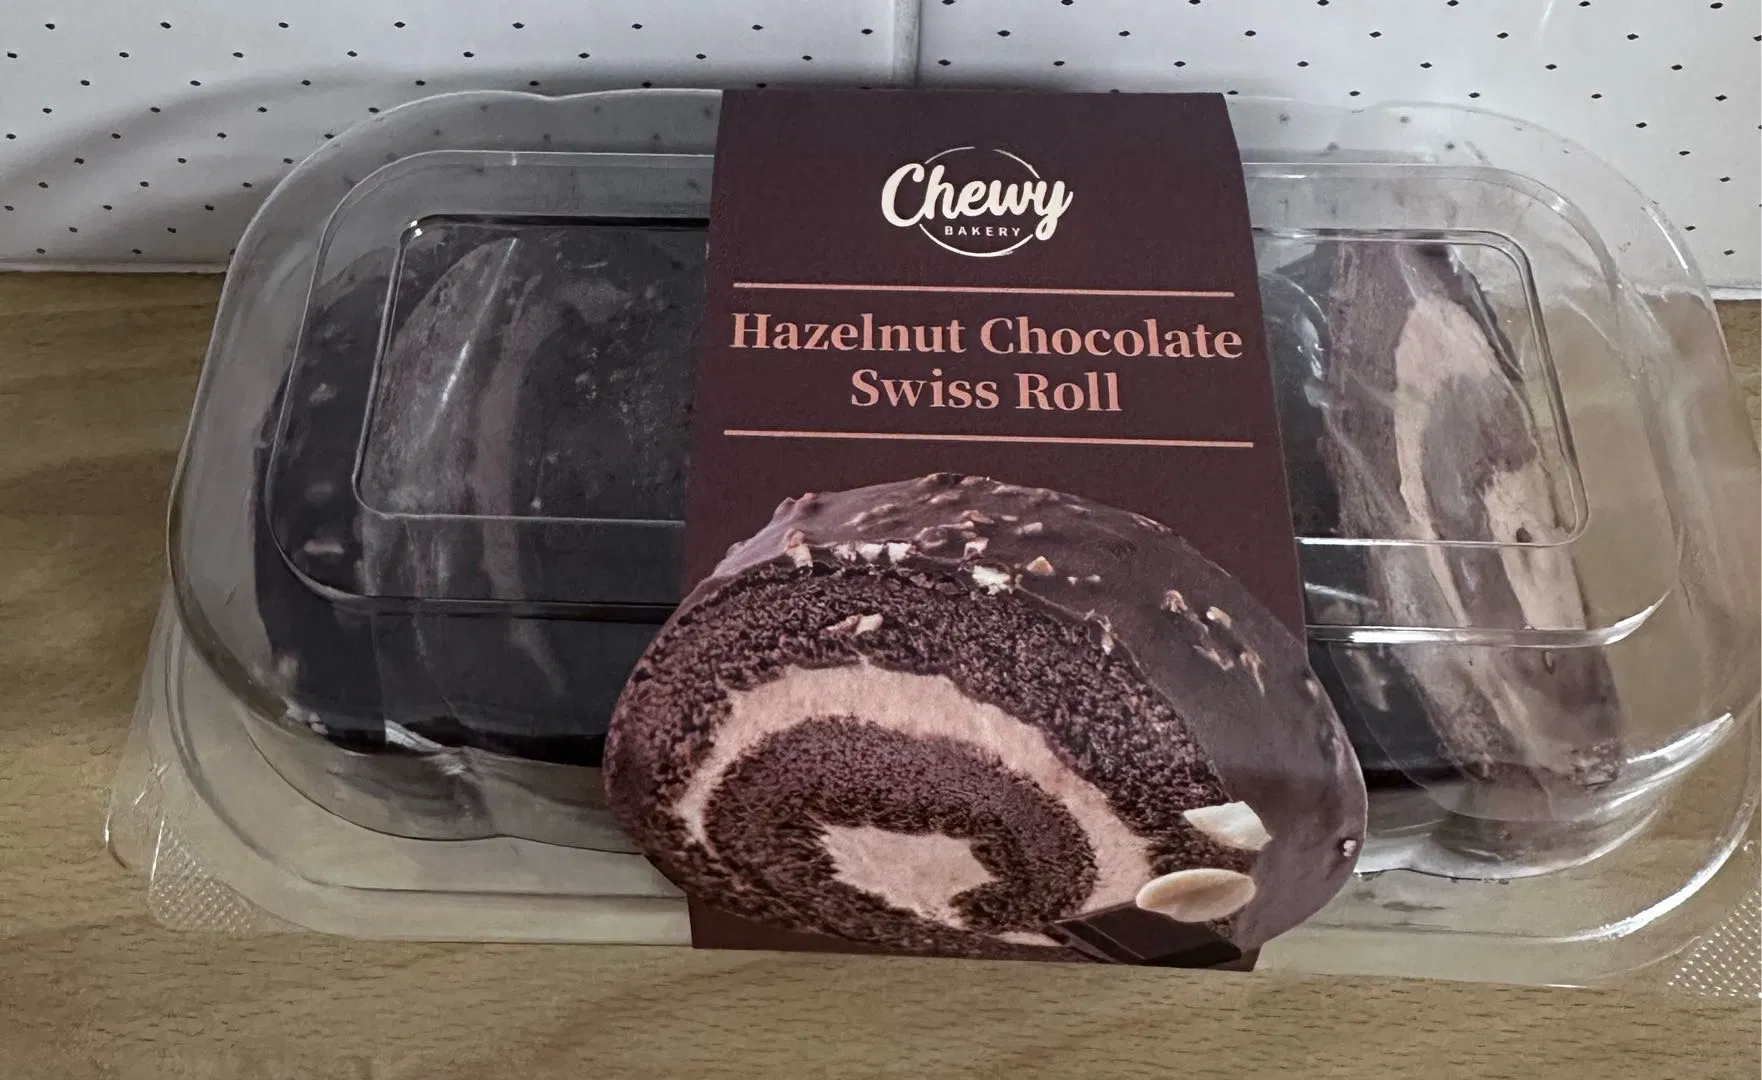 Chewy
BAKERY
Hazelnut Chocolate
Swiss Roll